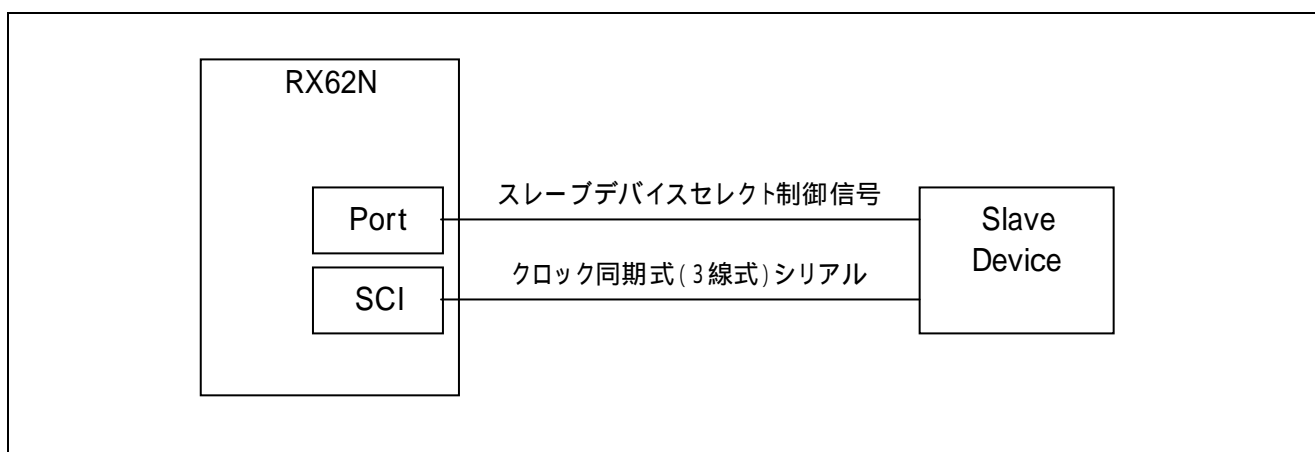 RX62N
Port
スレーブデバイスセレクト制御信号
Slave
Device
クロック同期式(3線式)シリアル
SCI